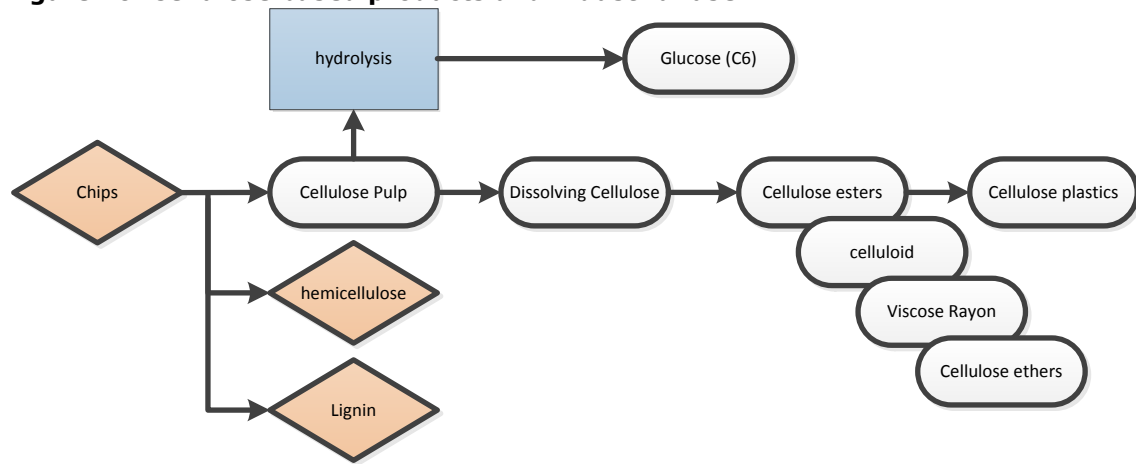 hydrolysis
Glucose (C6)
Chips
Cellulose Pulp
Dissolving Cellulose
Cellulose esters
Cellulose plastics
celluloid
hemicellulose
Viscose Rayon
Cellulose ethers
Lignin